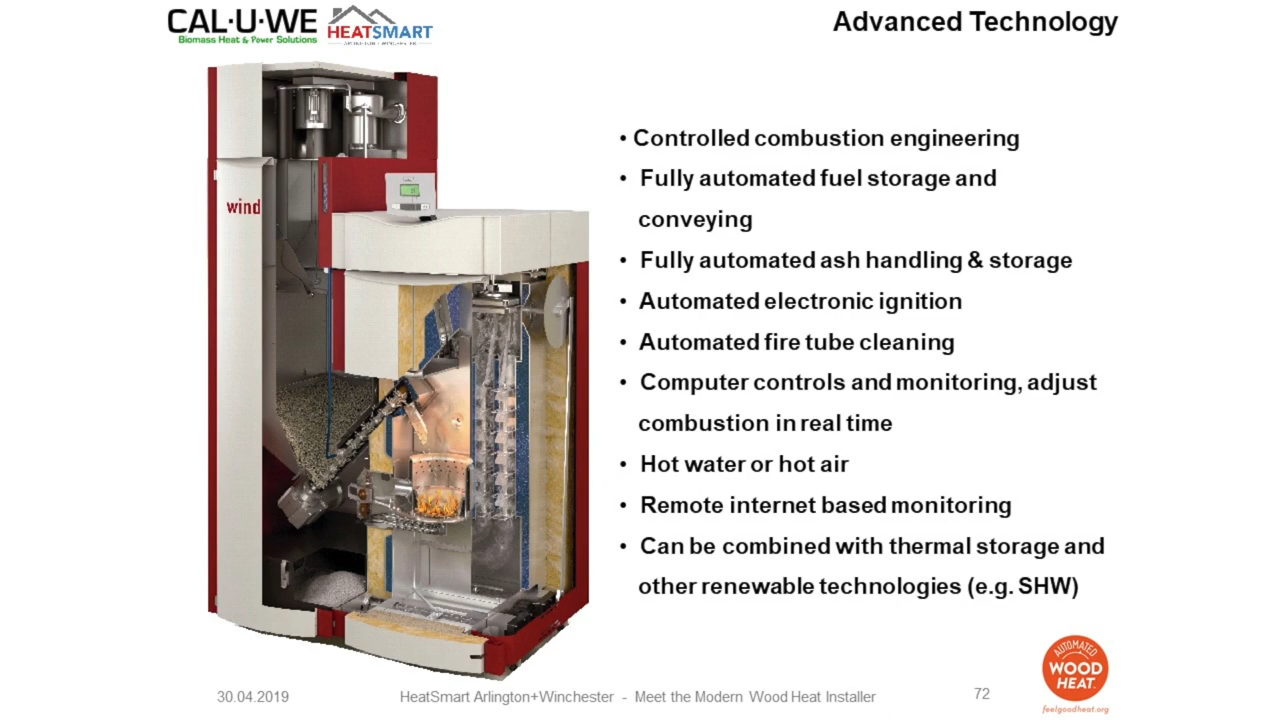 CAL-U-WE
Biomass Heat & Power Solutions
HEATSMART
ARLINGTON WINCHESTER
Advanced Technology
wind
• Controlled combustion engineering
• Fully automated fuel storage and
conveying
• Fully automated ash handling & storage
• Automated electronic ignition
• Automated fire tube cleaning
• Computer controls and monitoring, adjust
combustion in real time
• Hot water or hot air
• Remote internet based monitoring
• Can be combined with thermal storage and
other renewable technologies (e.g. SHW)
AUTOMATED
WOOD
HEAT.
feelgoodheat.org
30.04.2019
HeatSmart Arlington+Winchester - Meet the Modern Wood Heat Installer
72